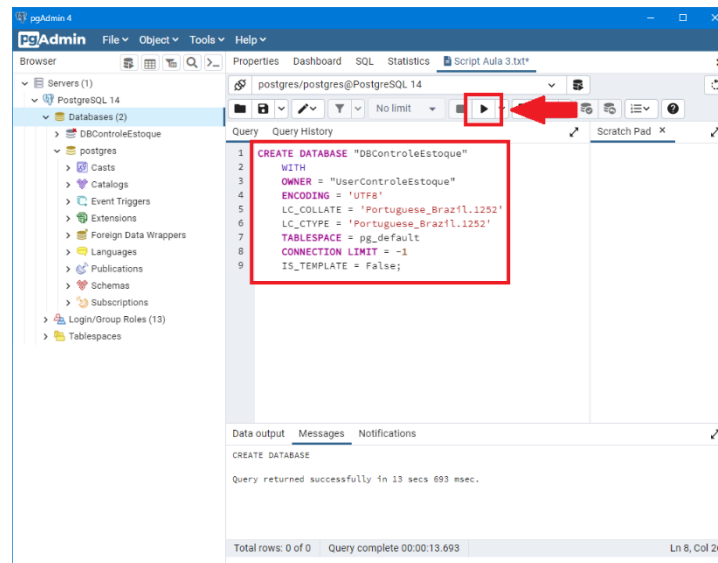 pgAdmin 4
pgAdmin File Object Tools Help
Browser
Properties Dashboard SQL Statistics Script Aula 3.txt*
Servers (1)
PostgreSQL 14
Databases (2)
DBControleEstoque
postgres
Casts
Catalogs
Event Triggers
Extensions
Foreign Data Wrappers
Languages
Publications
Schemas
Subscriptions
Login/Group Roles (13)
Tablespaces
postgres/postgres@PostgreSQL 14
No limit
Query Query History
Scratch Pad
1 CREATE DATABASE "DBControleEstoque"
2 WITH
3 OWNER = "UserControleEstoque"
4 ENCODING = 'UTF8'
5 LC_COLLATE = 'Portuguese_Brazil.1252'
6 LC_CTYPE = 'Portuguese_Brazil.1252'
7 TABLESPACE = pg_default
8 CONNECTION LIMIT = -1
9 IS_TEMPLATE = False;
Data output Messages Notifications
CREATE DATABASE
Query returned successfully in 13 secs 693 msec.
Total rows: 0 of 0 Query complete 00:00:13.693
Ln 8, Col